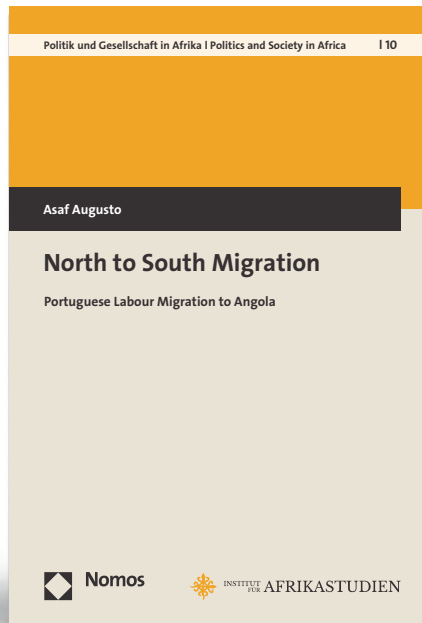 Politik und Gesellschaft in Afrika I Politics and Society in Africa I 10
Asaf Augusto
North to South Migration
Portuguese Labour Migration to Angola
Nomos
INSTITUT FÜR AFRIKASTUDIEN